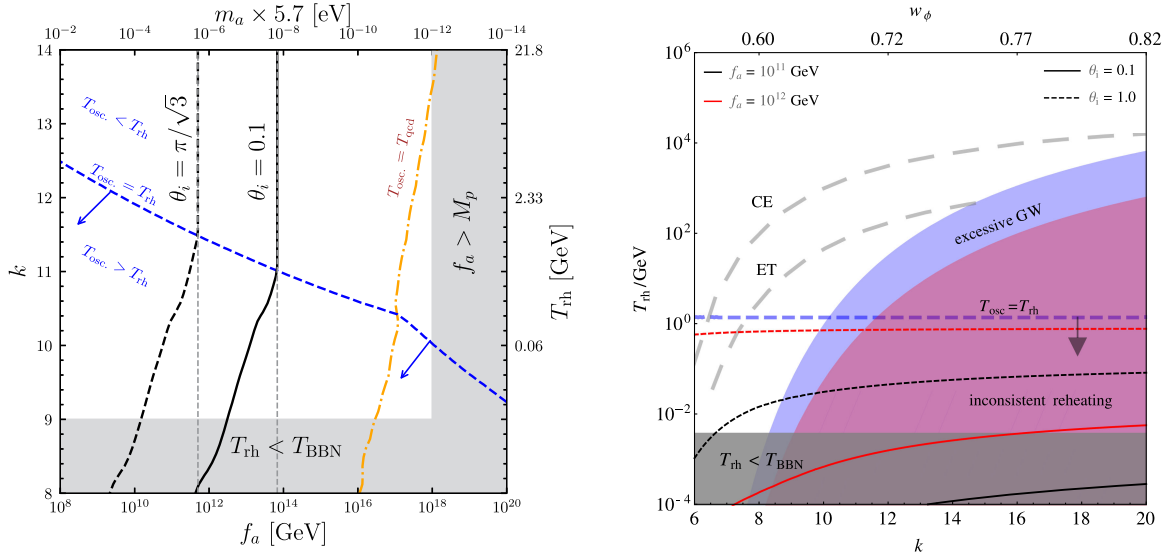 m_a × 5.7 [eV]
10^{-2} 10^{-4} 10^{-6} 10^{-8} 10^{-10} 10^{-12} 10^{-14}
14
13
12
11
10
9
8
k
21.8
2.33
0.06
T_rh [GeV]
T_osc. < T_rh
T_osc. = T_rh
T_osc. > T_rh
θ_i = π/√3
θ_i = 0.1
T_osc. = T_qcd
f_a > M_p
T_rh < T_BBN
10^8 10^{10} 10^{12} 10^{14} 10^{16} 10^{18} 10^{20}
f_a [GeV]
w_ϕ
0.60 0.72 0.77 0.82
10^6
10^4
10^2
10^0
10^{-2}
10^{-4}
T_rh/GeV
f_a = 10^{11} GeV
f_a = 10^{12} GeV
θ_i = 0.1
θ_i = 1.0
CE
ET
excessive GW
T_osc = T_rh
inconsistent reheating
T_rh < T_BBN
6 8 10 12 14 16 18 20
k